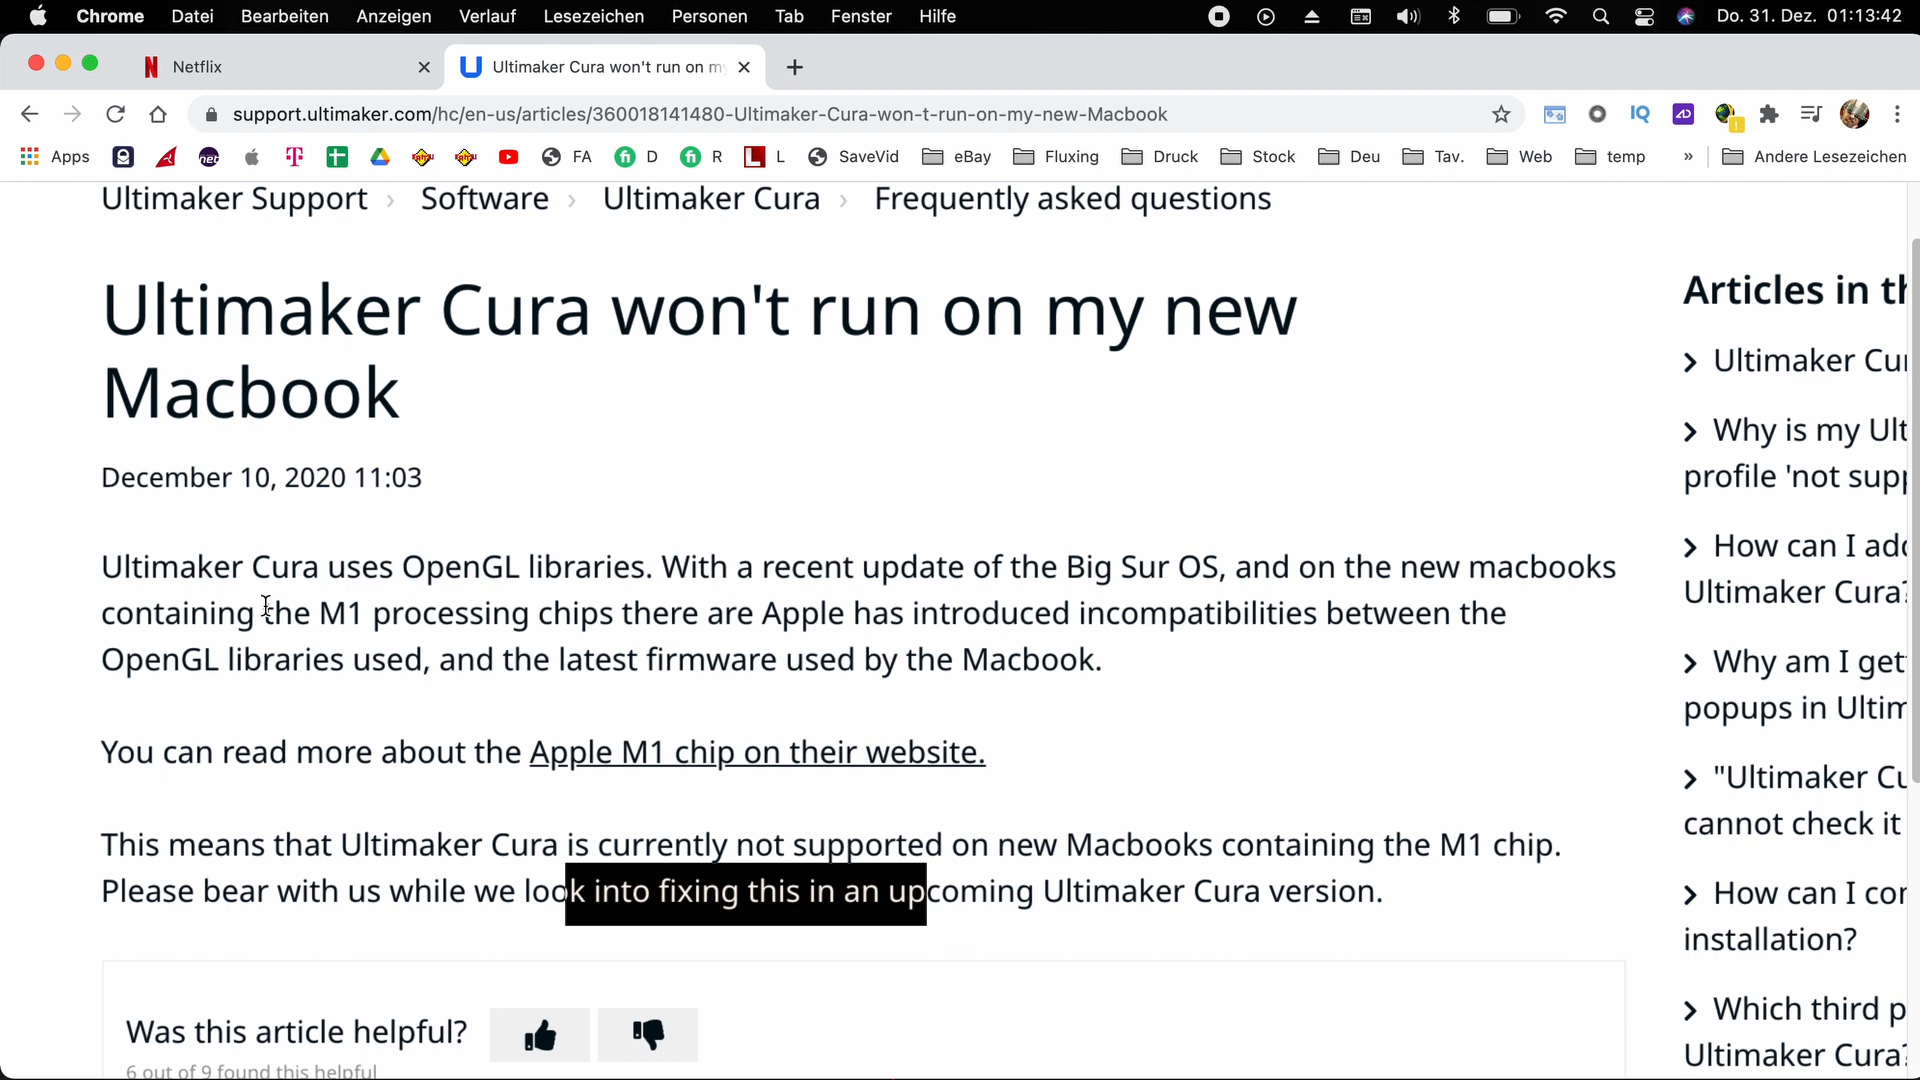 Chrome Datei Bearbeiten Anzeigen Verlauf Lesezeichen Personen Tab Fenster Hilfe Do. 31. Dez. 01:13:42
Netflix
Ultimaker Cura won't run on my
support.ultimaker.com/hc/en-us/articles/360018141480-Ultimaker-Cura-won-t-run-on-my-new-Macbook
Apps FA D R L SaveVid eBay Fluxing Druck Stock Deu Tav. Web temp » Andere Lesezeichen
Ultimaker Support › Software › Ultimaker Cura › Frequently asked questions
Ultimaker Cura won't run on my new
Macbook
December 10, 2020 11:03
Ultimaker Cura uses OpenGL libraries. With a recent update of the Big Sur OS, and on the new macbooks
containing the M1 processing chips there are Apple has introduced incompatibilities between the
OpenGL libraries used, and the latest firmware used by the Macbook.
You can read more about the Apple M1 chip on their website.
This means that Ultimaker Cura is currently not supported on new Macbooks containing the M1 chip.
Please bear with us while we look into fixing this in an upcoming Ultimaker Cura version.
Was this article helpful?
6 out of 9 found this helpful
Articles in th
Ultimaker Cur
Why is my Ult
profile 'not supp
How can I add
Ultimaker Cura?
Why am I get
popups in Ultim
"Ultimaker Cu
cannot check it
How can I con
installation?
Which third p
Ultimaker Cura?